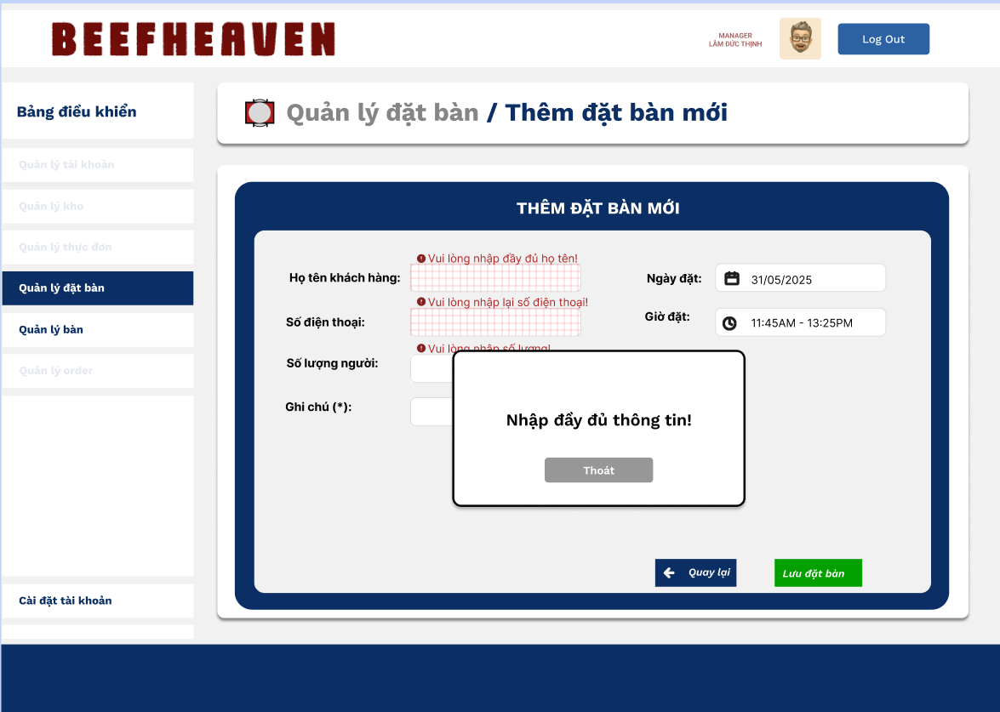 BEEFHEAVEN
MANAGER
LÂM ĐỨC THỊNH
Log Out
Bảng điều khiển
Quản lý tài khoản
Quản lý kho
Quản lý thực đơn
Quản lý đặt bàn
Quản lý bàn
Quản lý order
Cài đặt tài khoản
Quản lý đặt bàn / Thêm đặt bàn mới
THÊM ĐẶT BÀN MỚI
Vui lòng nhập đầy đủ họ tên!
Họ tên khách hàng:
Ngày đặt:
31/05/2025
Vui lòng nhập lại số điện thoại!
Số điện thoại:
Giờ đặt:
11:45AM - 13:25PM
Vui lòng nhập số lượng!
Số lượng người:
Ghi chú (*):
Nhập đầy đủ thông tin!
Thoát
Quay lại
Lưu đặt bàn